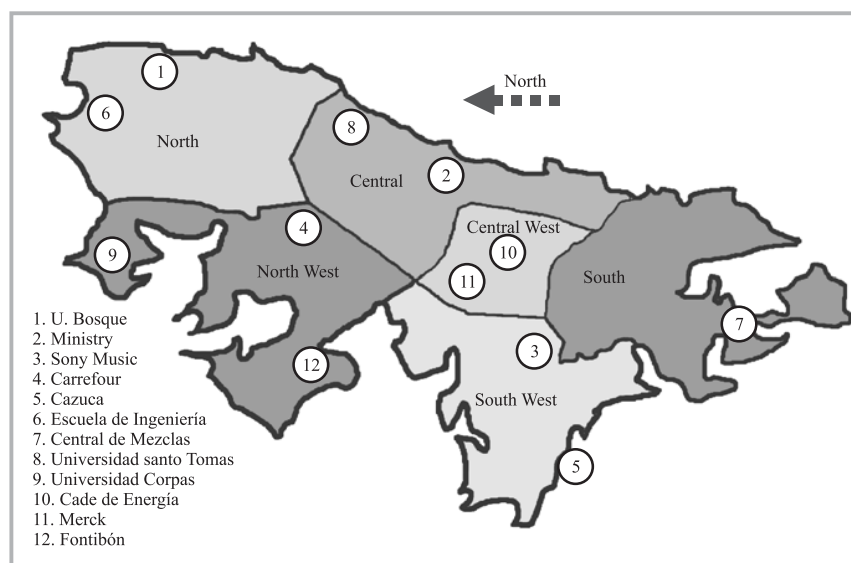 North
1
6
North
8
Central
2
Central West
10
4
9
North West
11
South
7
3
12
South West
5
1. U. Bosque
2. Ministry
3. Sony Music
4. Carrefour
5. Cazuca
6. Escuela de Ingeniería
7. Central de Mezclas
8. Universidad santo Tomas
9. Universidad Corpas
10. Cade de Energía
11. Merck
12. Fontibón